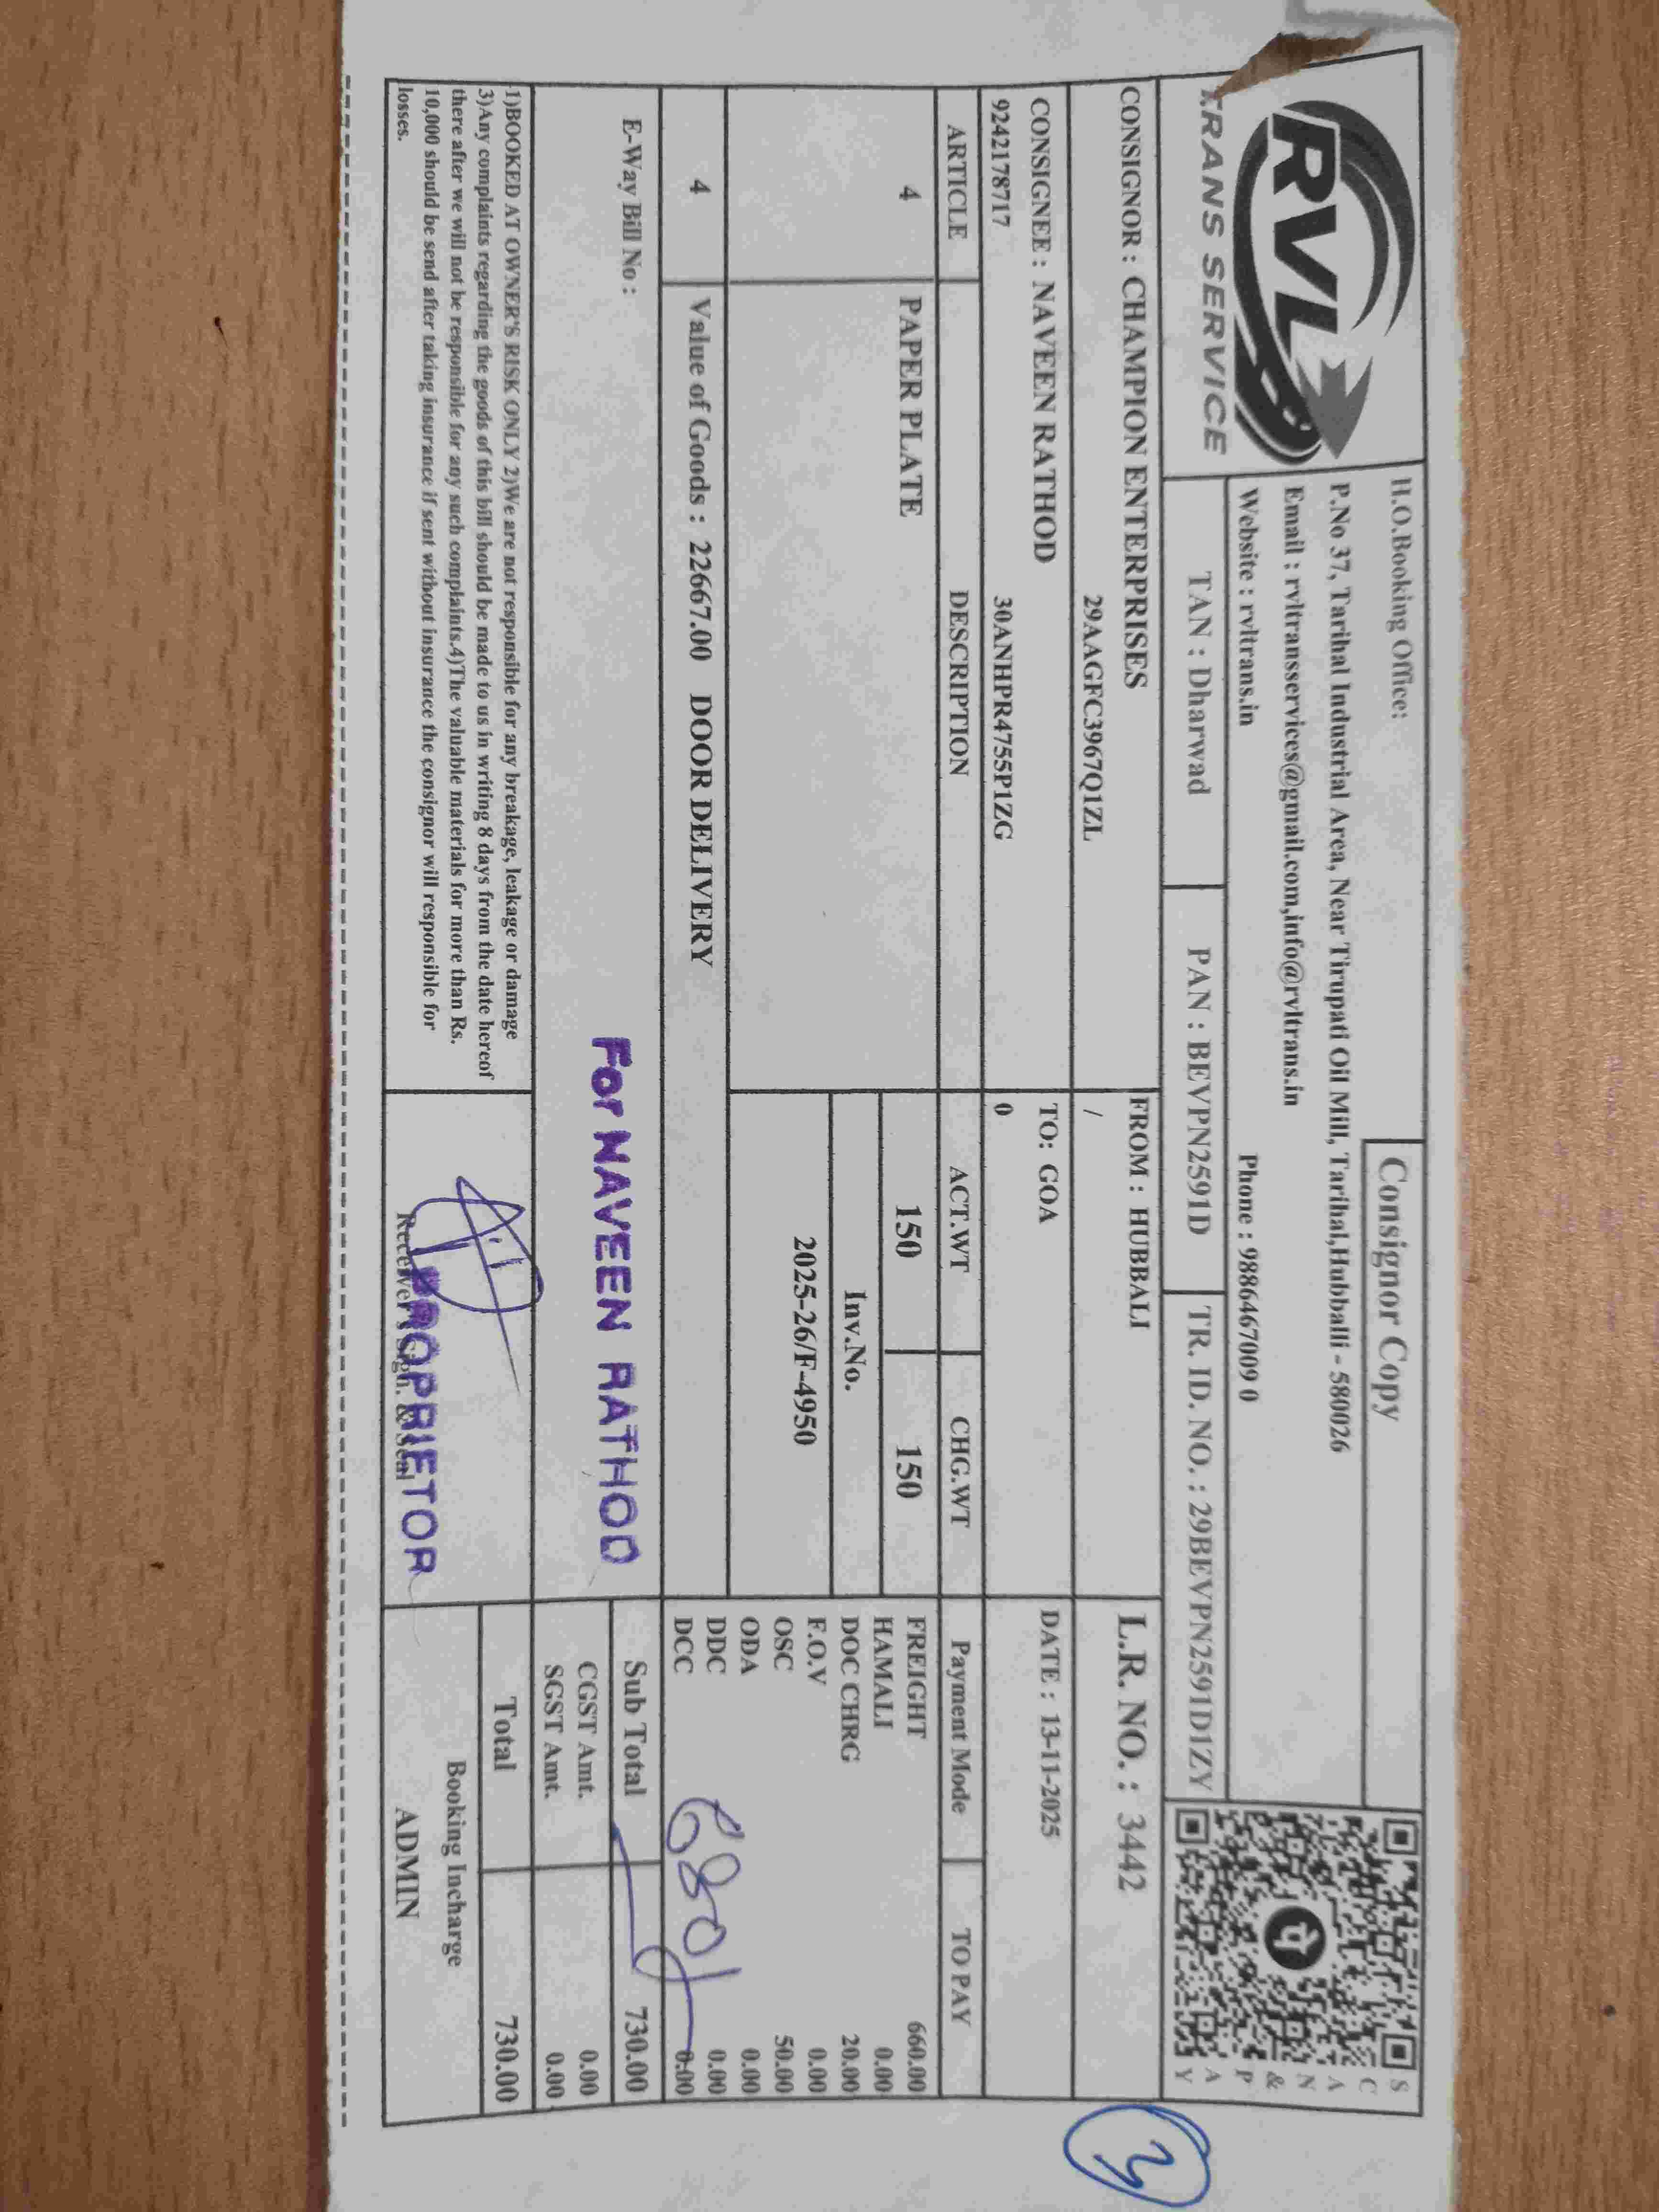 RVL
TRANS SERVICE
H.O.Booking Office:
Consignor Copy
P.No 37, Tarihal Industrial Area, Near Tirupati Oil Mill, Tarihal,Hubballi - 580026
Email : rvltransservices@gmail.com,info@rvltrans.in
Website : rvltrans.in Phone : 9886467009 0
SCAN & PAY
TAN : Dharwad PAN : BEVPN2591D TR. ID. NO. : 29BEVPN2591D1ZY
CONSIGNOR : CHAMPION ENTERPRISES FROM : HUBBALI L.R. NO. : 3442
29AAGFC3967Q1ZL /
CONSIGNEE : NAVEEN RATHOD TO: GOA DATE : 13-11-2025
9242178717 30ANHPR4755P1ZG 0
ARTICLE DESCRIPTION ACT.WT CHG.WT Payment Mode TO PAY
4 PAPER PLATE 150 150 FREIGHT 660.00
HAMALI 0.00
Inv.No. DOC CHRG 20.00
F.O.V 0.00
2025-26/F-4950 OSC 50.00
ODA 0.00
4 Value of Goods : 22667.00 DOOR DELIVERY DDC 0.00
DCC 0.00
680/-
E-Way Bill No : Sub Total 730.00
For NAVEEN RATHOD
CGST Amt. 0.00
SGST Amt. 0.00
Total 730.00
1)BOOKED AT OWNER'S RISK ONLY 2)We are not responsible for any breakage, leakage or damage
3)Any complaints regarding the goods of this bill should be made to us in writing 8 days from the date hereof
there after we will not be responsible for any such complaints.4)The valuable materials for more than Rs.
10,000 should be send after taking insurance if sent without insurance the consignor will responsible for
losses.
Receiver Sign. & Seal
PROPRIETOR
Booking Incharge
ADMIN